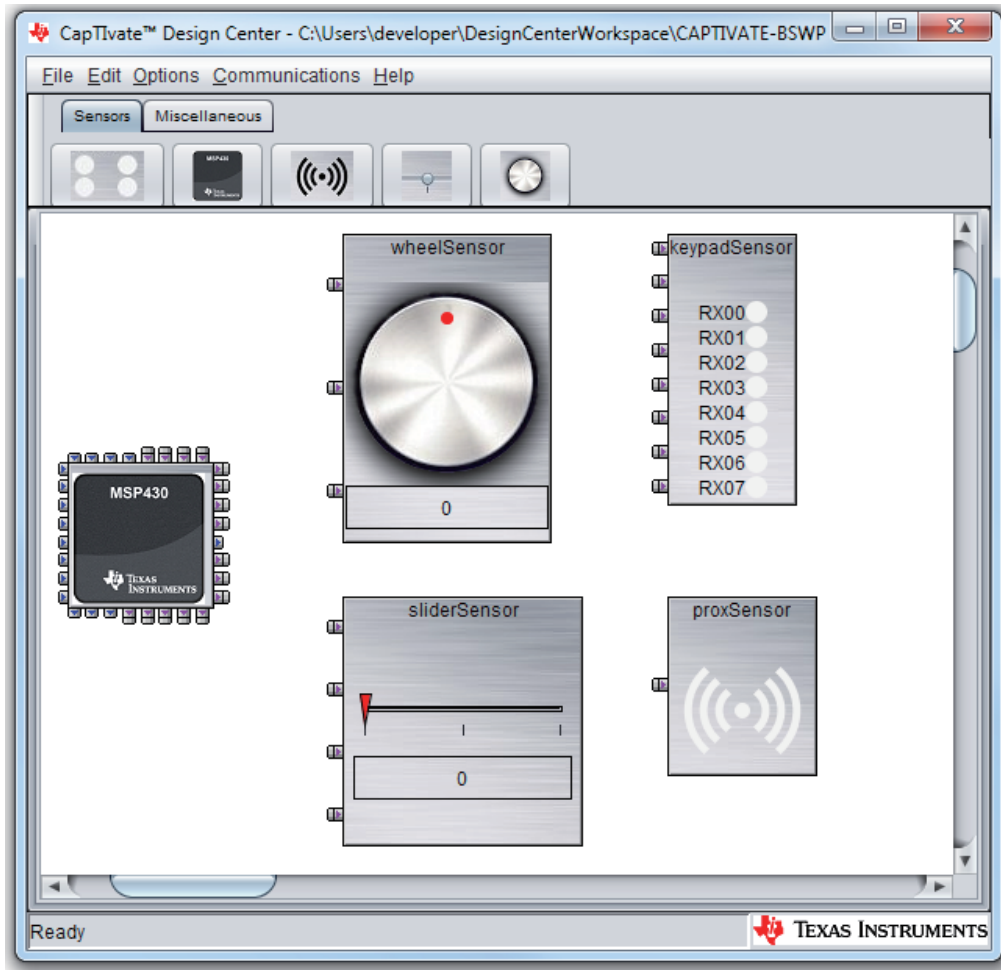 CapTIvate™ Design Center - C:\Users\developer\DesignCenterWorkspace\CAPTIVATE-BSWP
File Edit Options Communications Help
Sensors Miscellaneous
MSP430
wheelSensor
0
keypadSensor
RX00
RX01
RX02
RX03
RX04
RX05
RX06
RX07
MSP430
TEXAS
INSTRUMENTS
sliderSensor
0
proxSensor
Ready
TEXAS INSTRUMENTS